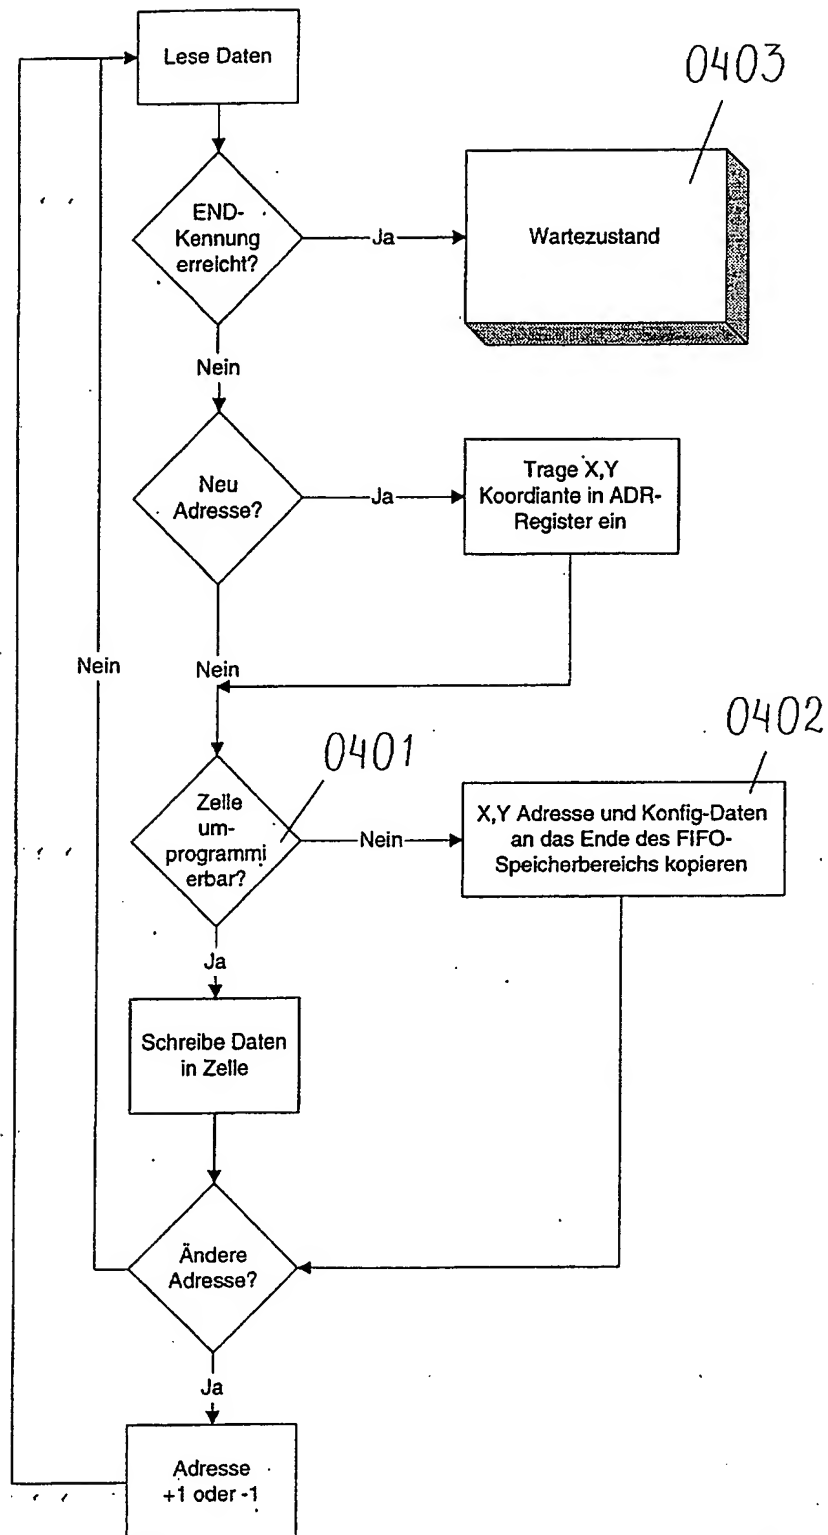 Lese Daten
0403
END-
Kennung
erreicht?
Ja
Wartezustand
Nein
Neu
Adresse?
Ja
Trage X,Y
Koordiante in ADR-
Register ein
Nein
Nein
0401
0402
Zelle
um-
programmi
erbar?
Nein
X,Y Adresse und Konfig-Daten
an das Ende des FIFO-
Speicherbereichs kopieren
Ja
Schreibe Daten
in Zelle
Ändere
Adresse?
Ja
Adresse
+1 oder -1